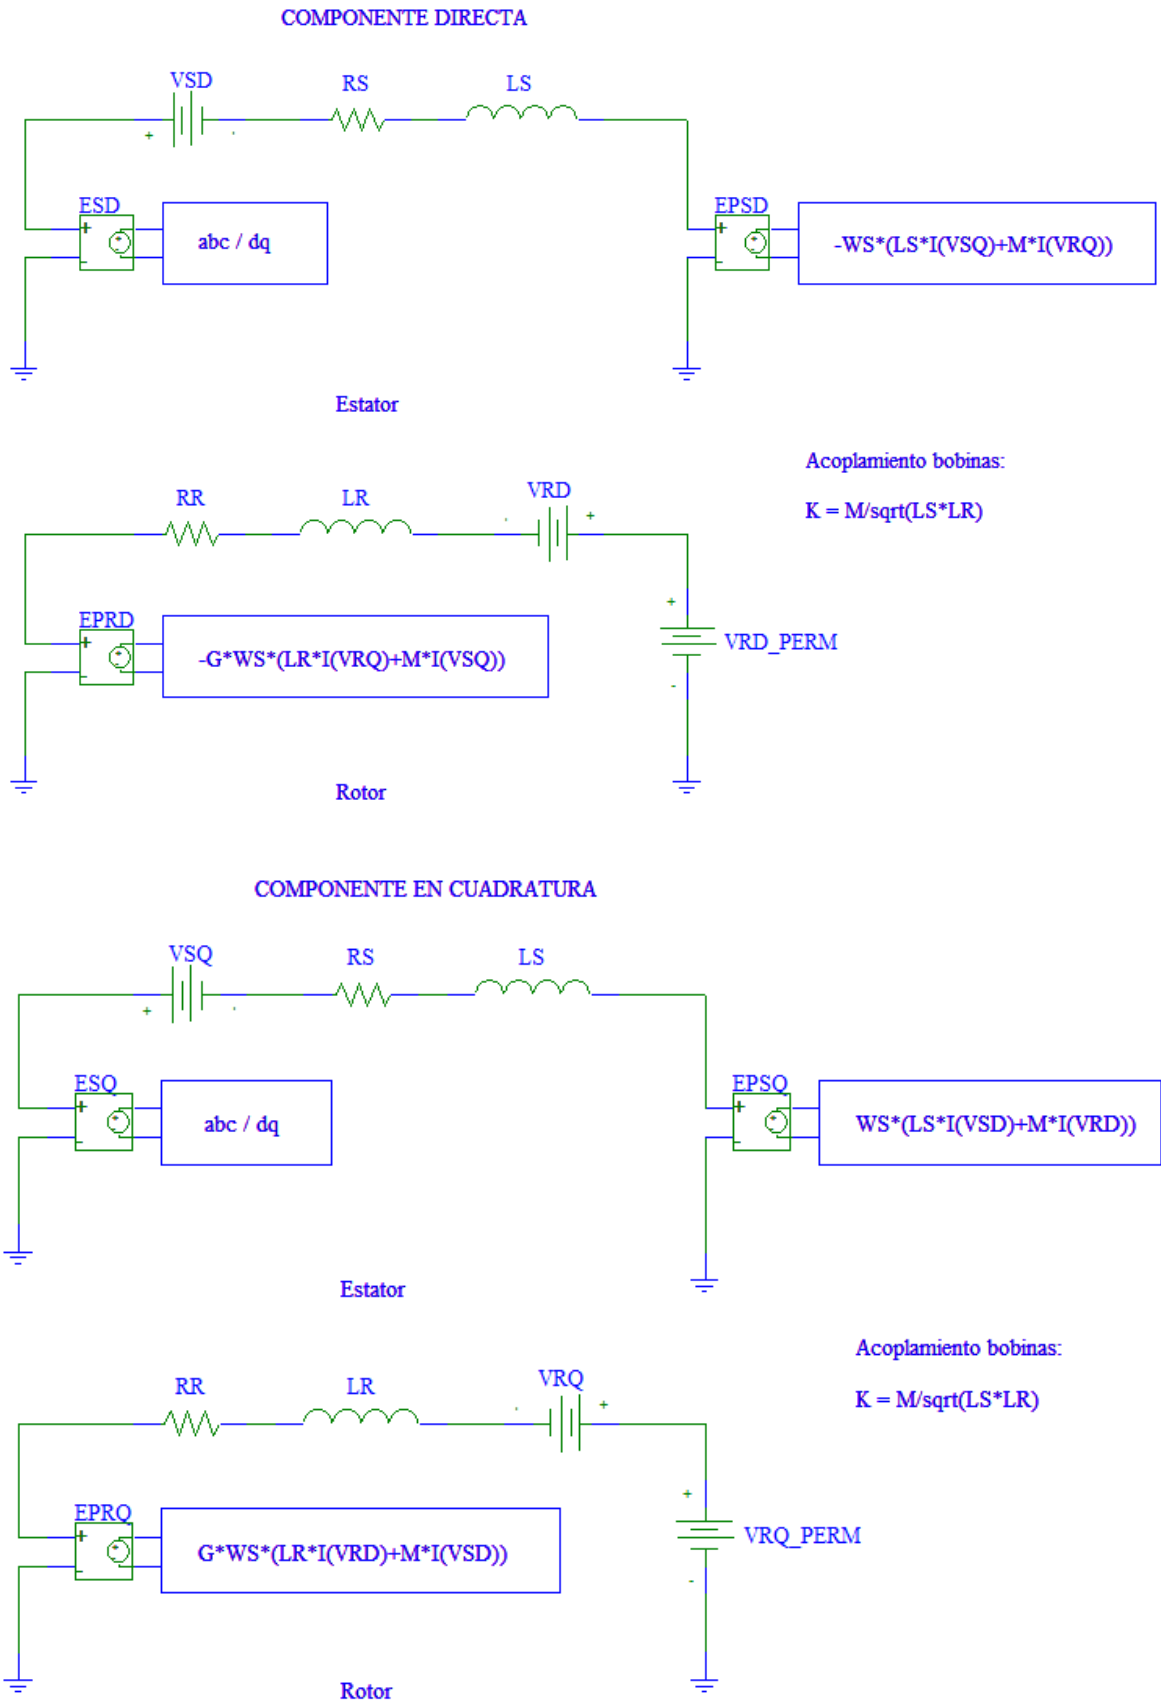 COMPONENTE DIRECTA
VSD
RS
LS
+
ESD
abc / dq
EPSD
-WS*(LS*I(VSQ)+M*I(VRQ))
Estator
Acoplamiento bobinas:
K = M/sqrt(LS*LR)
RR
LR
VRD
+
EPRD
-G*WS*(LR*I(VRQ)+M*I(VSQ))
+
VRD_PERM
-
Rotor
COMPONENTE EN CUADRATURA
VSQ
RS
LS
+
ESQ
abc / dq
EPSQ
WS*(LS*I(VSD)+M*I(VRD))
Estator
Acoplamiento bobinas:
K = M/sqrt(LS*LR)
RR
LR
VRQ
+
EPRQ
G*WS*(LR*I(VRD)+M*I(VSD))
+
VRQ_PERM
-
Rotor